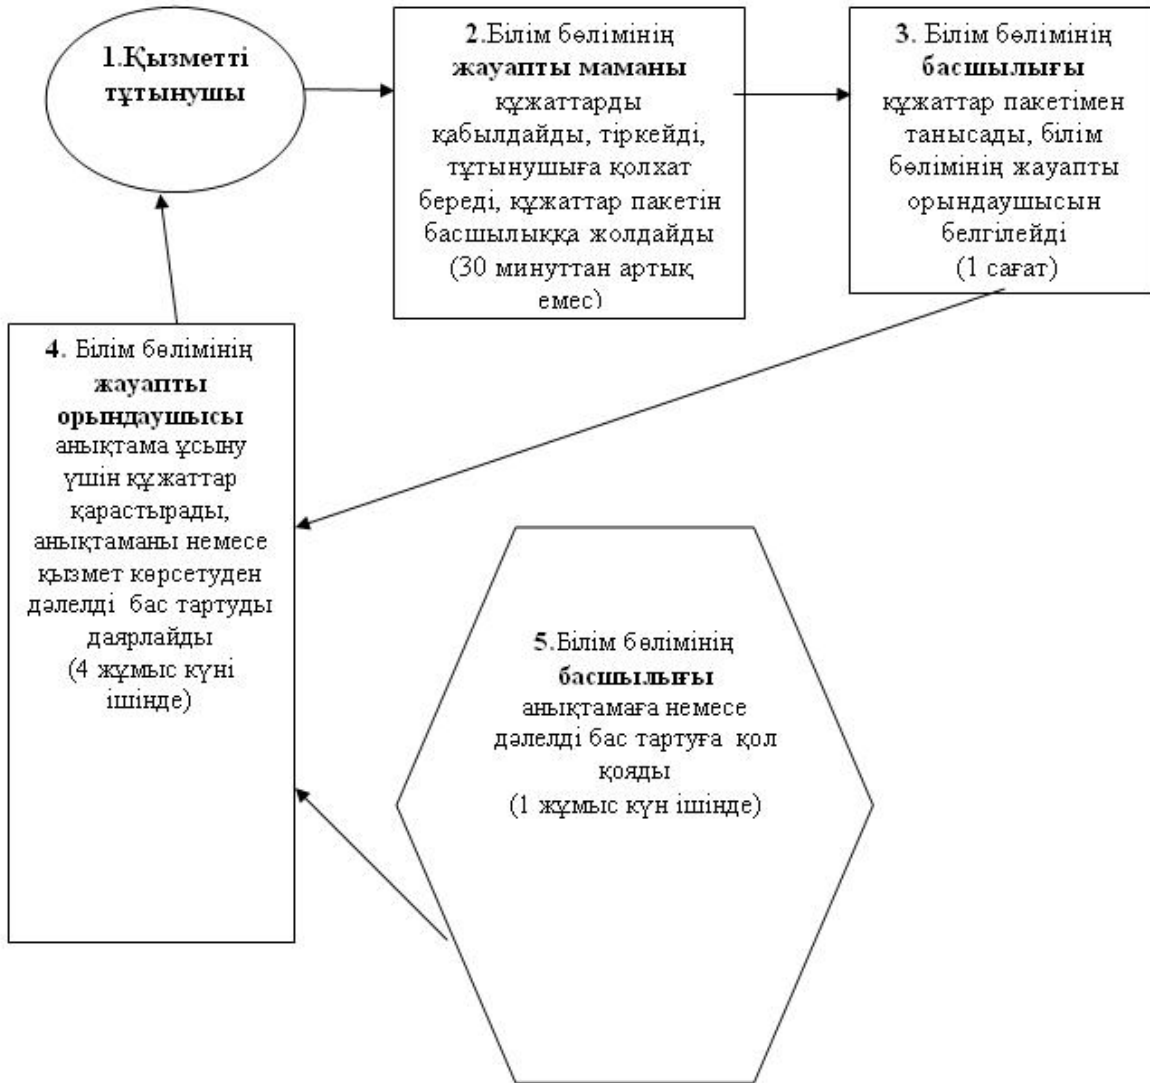 1.Қызметті
тұтынушы
2.Білім бөлімінің
жауапты маманы
құжаттарды
қабылдайды, тіркейді,
тұтынушыға қолхат
береді, құжаттар пакетін
басшылыққа жолдайды
(30 минуттан артық
емес)
3. Білім бөлімінің
басшылығы
құжаттар пакетімен
танысады, білім
бөлімінің жауапты
орындаушысын
белгілейді
(1 сағат)
4. Білім бөлімінің
жауапты
орындаушысы
анықтама ұсыну
үшін құжаттар
қарастырады,
анықтаманы немесе
қызмет көрсетуден
дәлелді бас тартуды
даярлайды
(4 жұмыс күні
ішінде)
5.Білім бөлімінің
басшылығы
анықтамаға немесе
дәлелді бас тартуға қол
қояды
(1 жұмыс күн ішінде)